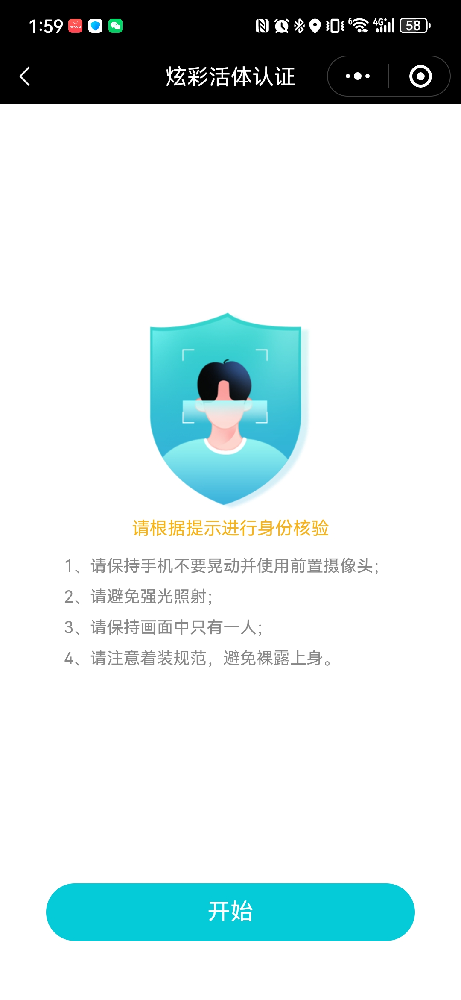 1:59 HUAWEI 6 4G+ 58
炫彩活体认证
请根据提示进行身份核验
1、请保持手机不要晃动并使用前置摄像头；
2、请避免强光照射；
3、请保持画面中只有一人；
4、请注意着装规范，避免裸露上身。
开始